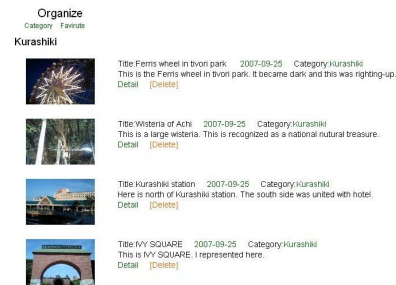 Organize
Category Favirute
Kurashiki
Title:Ferris wheel in tivori park 2007-09-25 Category:Kurashiki
This is the Ferris wheel in tivori park. It became dark and this was righting-up.
Detail [Delete]
Title:Wisteria of Achi 2007-09-25 Category:Kurashiki
This is a large wisteria. This is recognized as a national nutural treasure.
Detail [Delete]
Title:Kurashiki station 2007-09-25 Category:Kurashiki
Here is north of Kurashiki station. The south side was united with hotel.
Detail [Delete]
Title:IVY SQUARE 2007-09-25 Category:Kurashiki
This is IVY SQUARE. I represented here.
Detail [Delete]